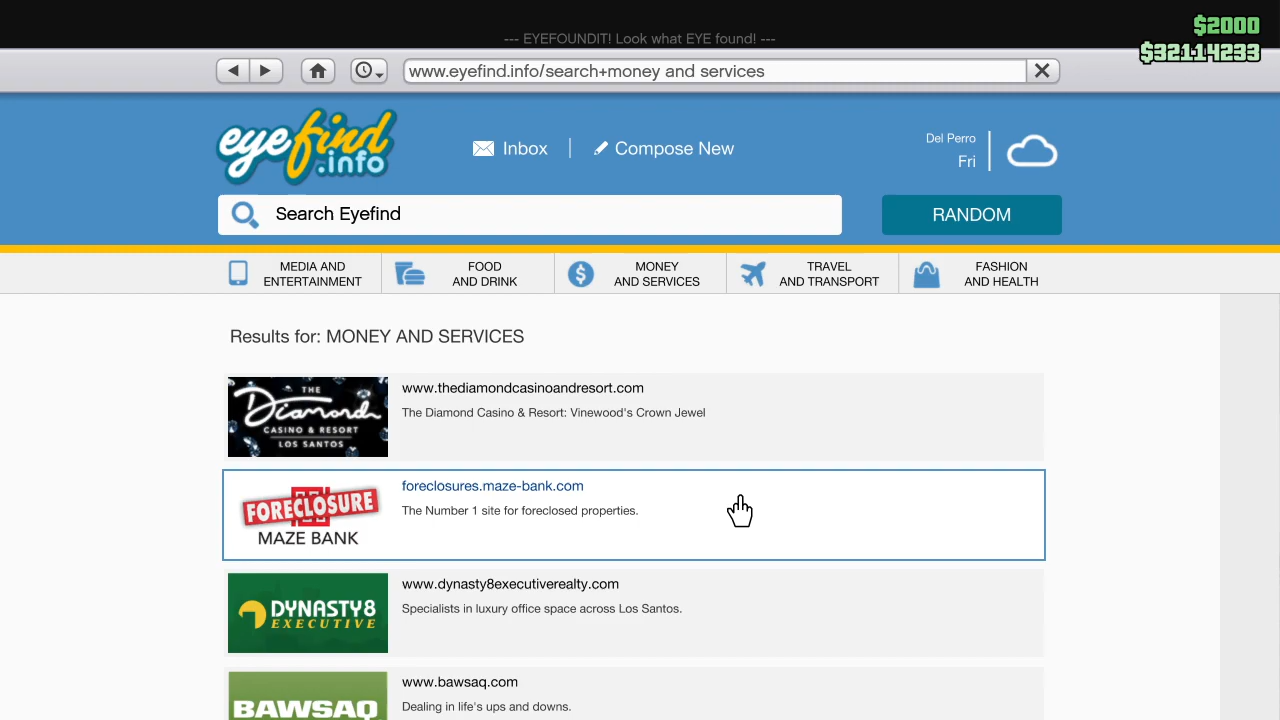 $2000
--- EYEFOUNDIT! Look what EYE found! ---
$32114233
www.eyefind.info/search+money and services
eyefind
.info
Inbox
Compose New
Del Perro
Fri
Search Eyefind
RANDOM
MEDIA AND
ENTERTAINMENT
FOOD
AND DRINK
MONEY
AND SERVICES
TRAVEL
AND TRANSPORT
FASHION
AND HEALTH
Results for: MONEY AND SERVICES
THE
Diamond
CASINO & RESORT
LOS SANTOS
www.thediamondcasinoandresort.com
The Diamond Casino & Resort: Vinewood's Crown Jewel
FORECLOSURE
MAZE BANK
foreclosures.maze-bank.com
The Number 1 site for foreclosed properties.
DYNASTY8
EXECUTIVE
www.dynasty8executiverealty.com
Specialists in luxury office space across Los Santos.
BAWSAQ
www.bawsaq.com
Dealing in life's ups and downs.